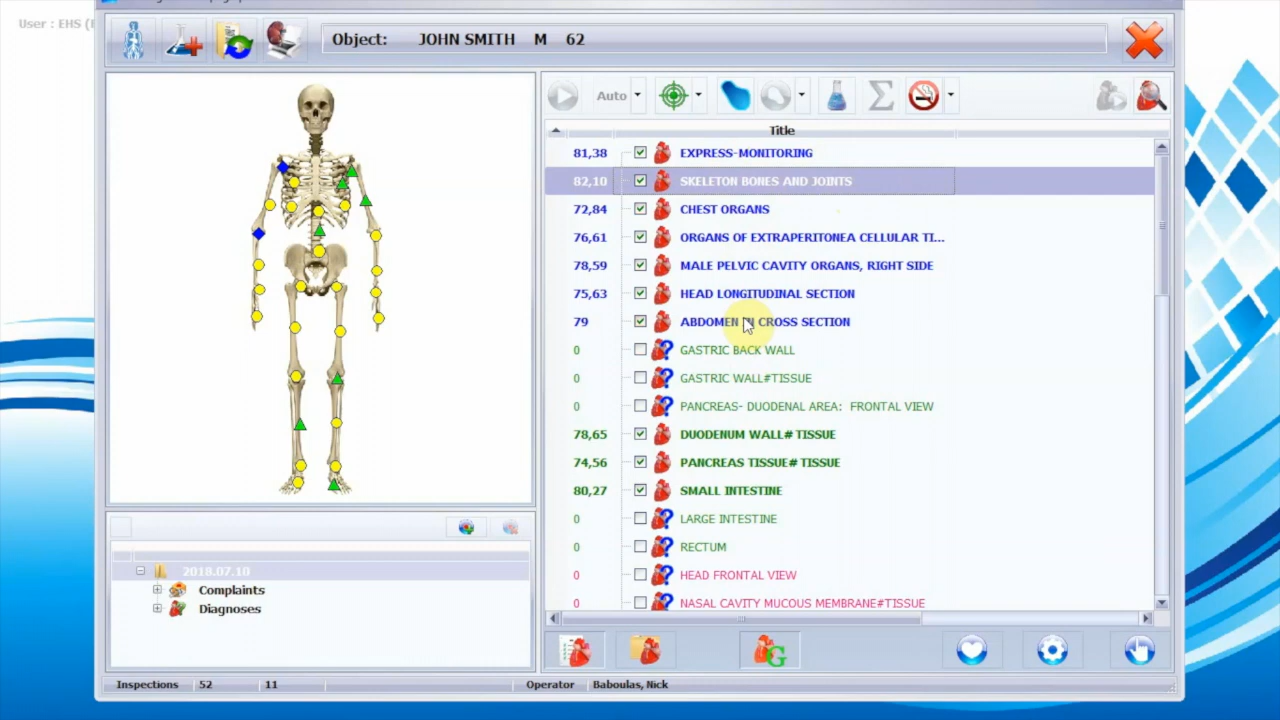 User : EHS (
Object: JOHN SMITH M 62
Auto
Title
81,38 EXPRESS-MONITORING
82,10 SKELETON BONES AND JOINTS
72,84 CHEST ORGANS
76,61 ORGANS OF EXTRAPERITONEA CELLULAR TI...
78,59 MALE PELVIC CAVITY ORGANS, RIGHT SIDE
75,63 HEAD LONGITUDINAL SECTION
79 ABDOMEN IN CROSS SECTION
0 GASTRIC BACK WALL
0 GASTRIC WALL#TISSUE
0 PANCREAS- DUODENAL AREA: FRONTAL VIEW
78,65 DUODENUM WALL# TISSUE
74,56 PANCREAS TISSUE# TISSUE
80,27 SMALL INTESTINE
0 LARGE INTESTINE
0 RECTUM
0 HEAD FRONTAL VIEW
0 NASAL CAVITY MUCOUS MEMBRANE#TISSUE
G
2018.07.10
Complaints
Diagnoses
Inspections 52 11 Operator Baboulas, Nick